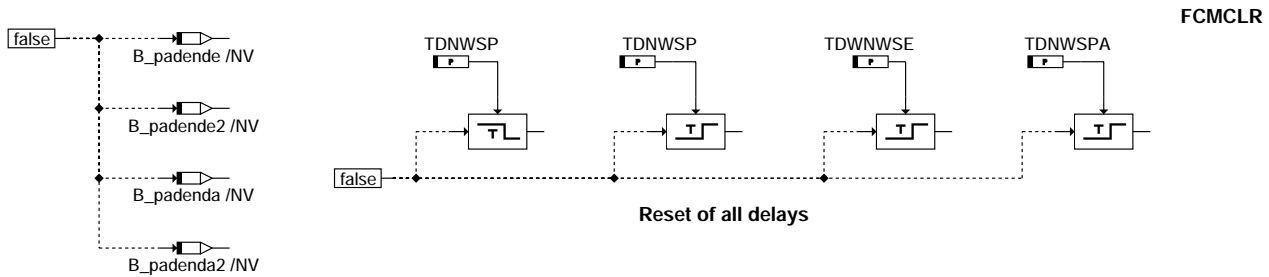 FCMCLR
false
B_padende /NV
B_padende2 /NV
B_padenda /NV
B_padenda2 /NV
TDNWSP
TDNWSP
TDWNWSE
TDNWSPA
P
P
P
P
T
T
T
T
false
Reset of all delays